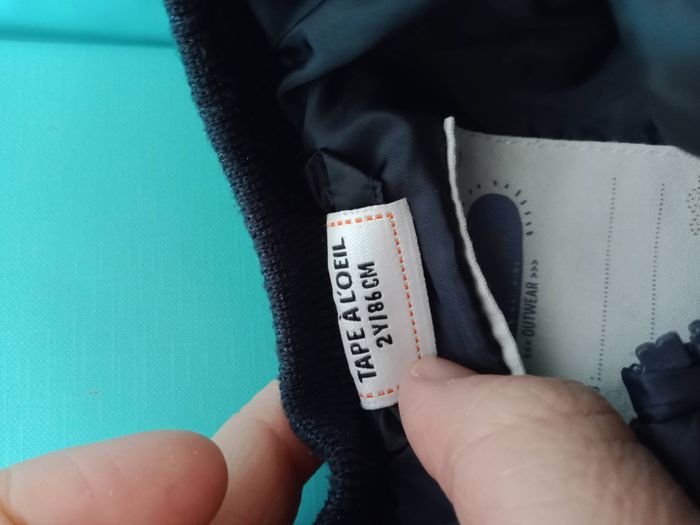 TAPE À L'OEIL
2Y/86CM
<<< OUTWEAR >>>